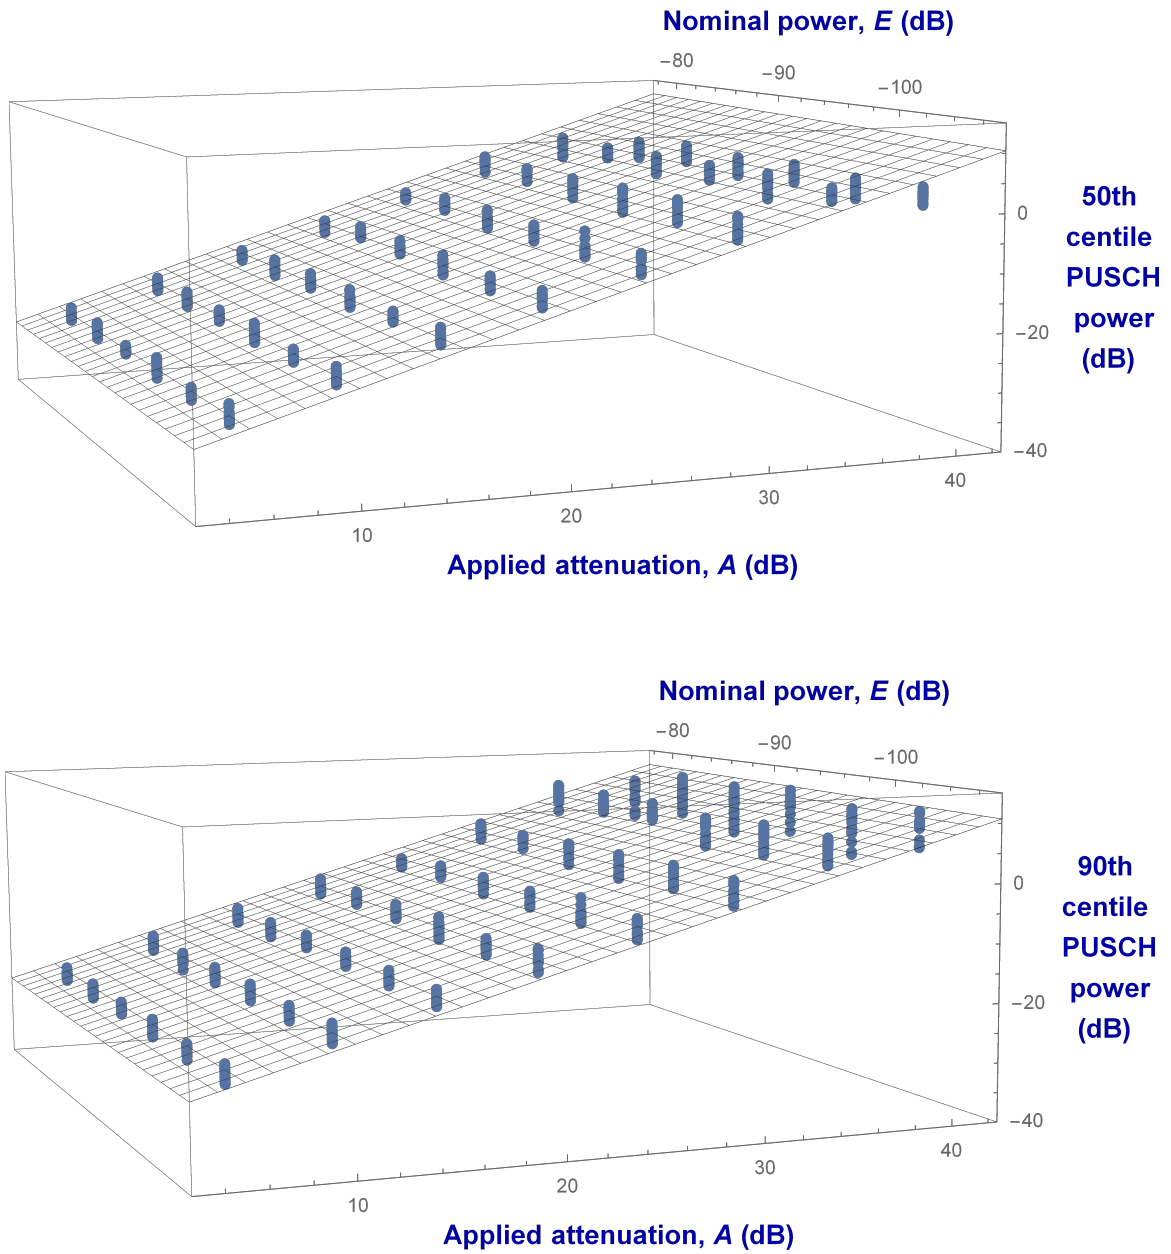 Nominal power, E (dB)
−80
−90
−100
0
−20
−40
50th
centile
PUSCH
power
(dB)
10
20
30
40
Applied attenuation, A (dB)
Nominal power, E (dB)
−80
−90
−100
0
−20
−40
90th
centile
PUSCH
power
(dB)
10
20
30
40
Applied attenuation, A (dB)